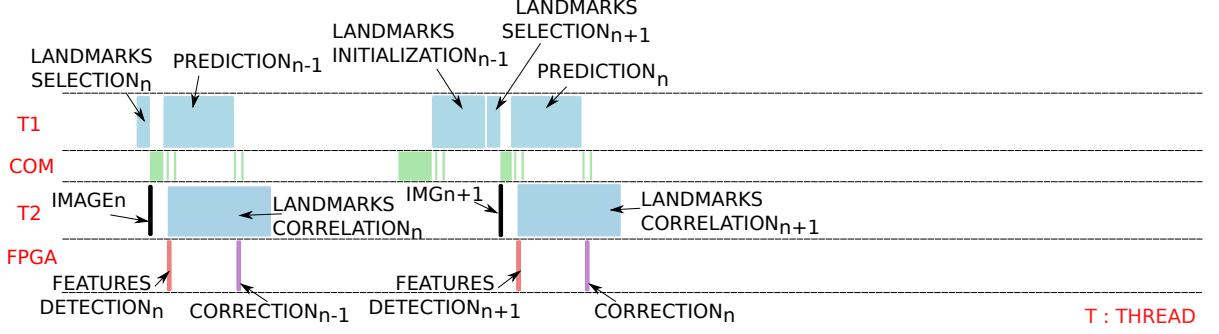 LANDMARKS
SELECTIONn+1
LANDMARKS
INITIALIZATIONn-1
LANDMARKS
SELECTIONn
PREDICTIONn-1
PREDICTIONn
T1
COM
T2
IMAGEn
IMGn+1
LANDMARKS
CORRELATIONn
LANDMARKS
CORRELATIONn+1
FPGA
FEATURES
DETECTIONn
CORRECTIONn-1
FEATURES
DETECTIONn+1
CORRECTIONn
T : THREAD